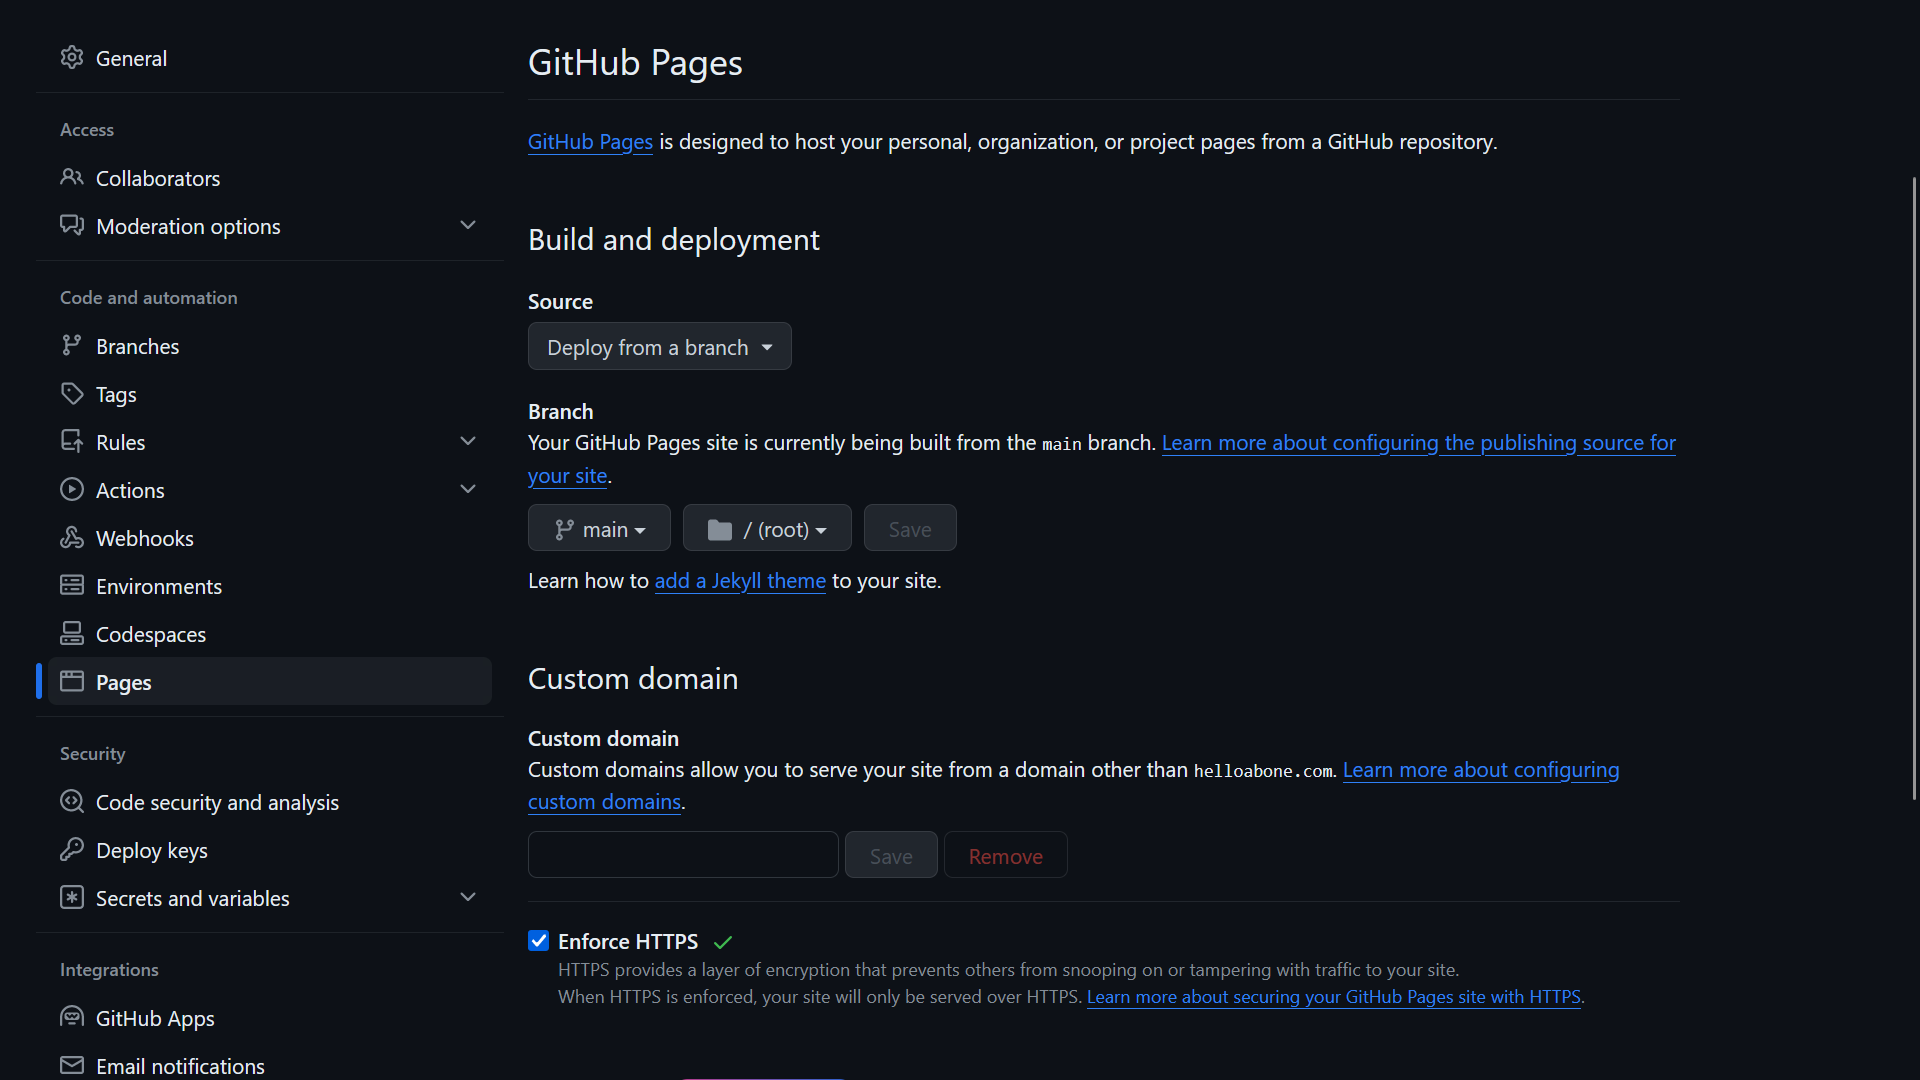 General
Access
Collaborators
Moderation options
Code and automation
Branches
Tags
Rules
Actions
Webhooks
Environments
Codespaces
Pages
Security
Code security and analysis
Deploy keys
Secrets and variables
Integrations
GitHub Apps
Email notifications
GitHub Pages
GitHub Pages is designed to host your personal, organization, or project pages from a GitHub repository.
Build and deployment
Source
Deploy from a branch
Branch
Your GitHub Pages site is currently being built from the main branch. Learn more about configuring the publishing source for
your site.
main / (root) Save
Learn how to add a Jekyll theme to your site.
Custom domain
Custom domain
Custom domains allow you to serve your site from a domain other than helloabone.com. Learn more about configuring
custom domains.
Save Remove
Enforce HTTPS
HTTPS provides a layer of encryption that prevents others from snooping on or tampering with traffic to your site.
When HTTPS is enforced, your site will only be served over HTTPS. Learn more about securing your GitHub Pages site with HTTPS.